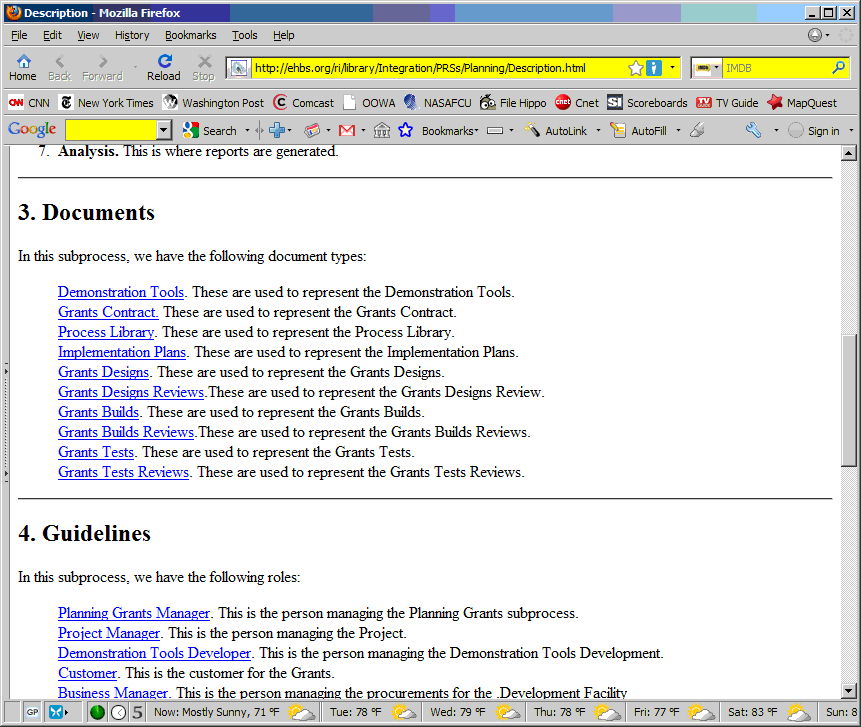 Description - Mozilla Firefox
File Edit View History Bookmarks Tools Help
Home Back Forward Reload Stop http://ehbs.org/ri/library/Integration/PRSs/Planning/Description.html IMDB
CNN CNN New York Times Washington Post Comcast OOWA NASAFCU File Hippo cnet Cnet SI Scoreboards TV Guide MapQuest
Google Search Bookmarks AutoLink AutoFill Sign in
7. Analysis. This is where reports are generated.
3. Documents
In this subprocess, we have the following document types:
Demonstration Tools. These are used to represent the Demonstration Tools.
Grants Contract. These are used to represent the Grants Contract.
Process Library. These are used to represent the Process Library.
Implementation Plans. These are used to represent the Implementation Plans.
Grants Designs. These are used to represent the Grants Designs.
Grants Designs Reviews.These are used to represent the Grants Designs Review.
Grants Builds. These are used to represent the Grants Builds.
Grants Builds Reviews.These are used to represent the Grants Builds Reviews.
Grants Tests. These are used to represent the Grants Tests.
Grants Tests Reviews. These are used to represent the Grants Tests Reviews.
4. Guidelines
In this subprocess, we have the following roles:
Planning Grants Manager. This is the person managing the Planning Grants subprocess.
Project Manager. This is the person managing the Project.
Demonstration Tools Developer. This is the person managing the Demonstration Tools Development.
Customer. This is the customer for the Grants.
Business Manager. This is the person managing the procurements for the .Development Facility
GP 5 Now: Mostly Sunny, 71 °F Tue: 78 °F Wed: 79 °F Thu: 78 °F Fri: 77 °F Sat: 83 °F Sun: 8